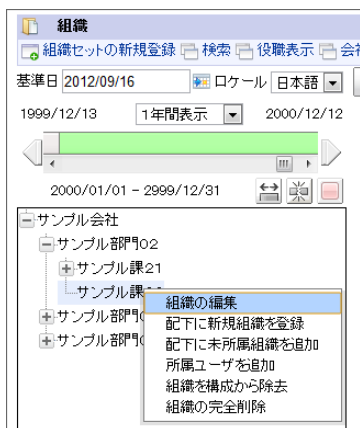 組織
組織セットの新規登録 検索 役職表示
基準日 2012/09/16 ロケール 日本語
1999/12/13 1年間表示 2000/12/12
2000/01/01 - 2999/12/31
サンプル会社
サンプル部門02
サンプル課21
サンプル課
サンプル部門
サンプル部門
組織の編集
配下に新規組織を登録
配下に未所属組織を追加
所属ユーザを追加
組織を構成から除去
組織の完全削除